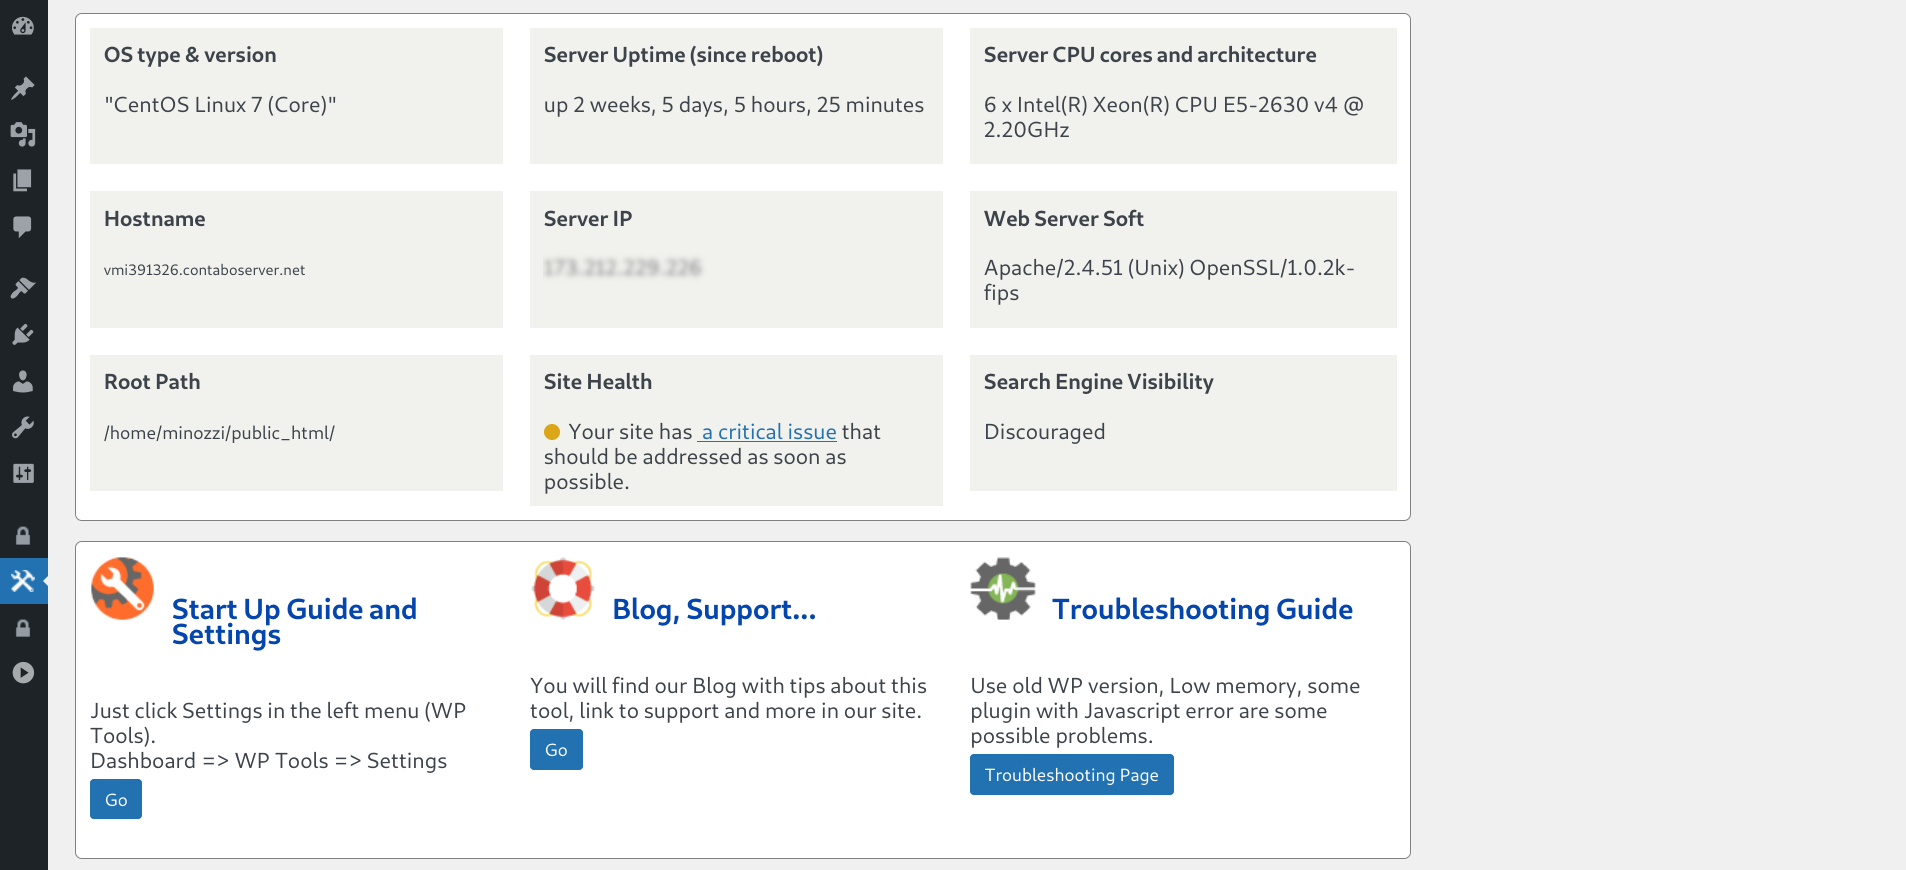 OS type & version
"CentOS Linux 7 (Core)"
Server Uptime (since reboot)
up 2 weeks, 5 days, 5 hours, 25 minutes
Server CPU cores and architecture
6 x Intel(R) Xeon(R) CPU E5-2630 v4 @
2.20GHz
Hostname
vmi391326.contaboserver.net
Server IP
Web Server Soft
Apache/2.4.51 (Unix) OpenSSL/1.0.2k-
fips
Root Path
/home/minozzi/public_html/
Site Health
Your site has a critical issue that
should be addressed as soon as
possible.
Search Engine Visibility
Discouraged
Start Up Guide and
Settings
Just click Settings in the left menu (WP
Tools).
Dashboard => WP Tools => Settings
Go
Blog, Support...
You will find our Blog with tips about this
tool, link to support and more in our site.
Go
Troubleshooting Guide
Use old WP version, Low memory, some
plugin with Javascript error are some
possible problems.
Troubleshooting Page